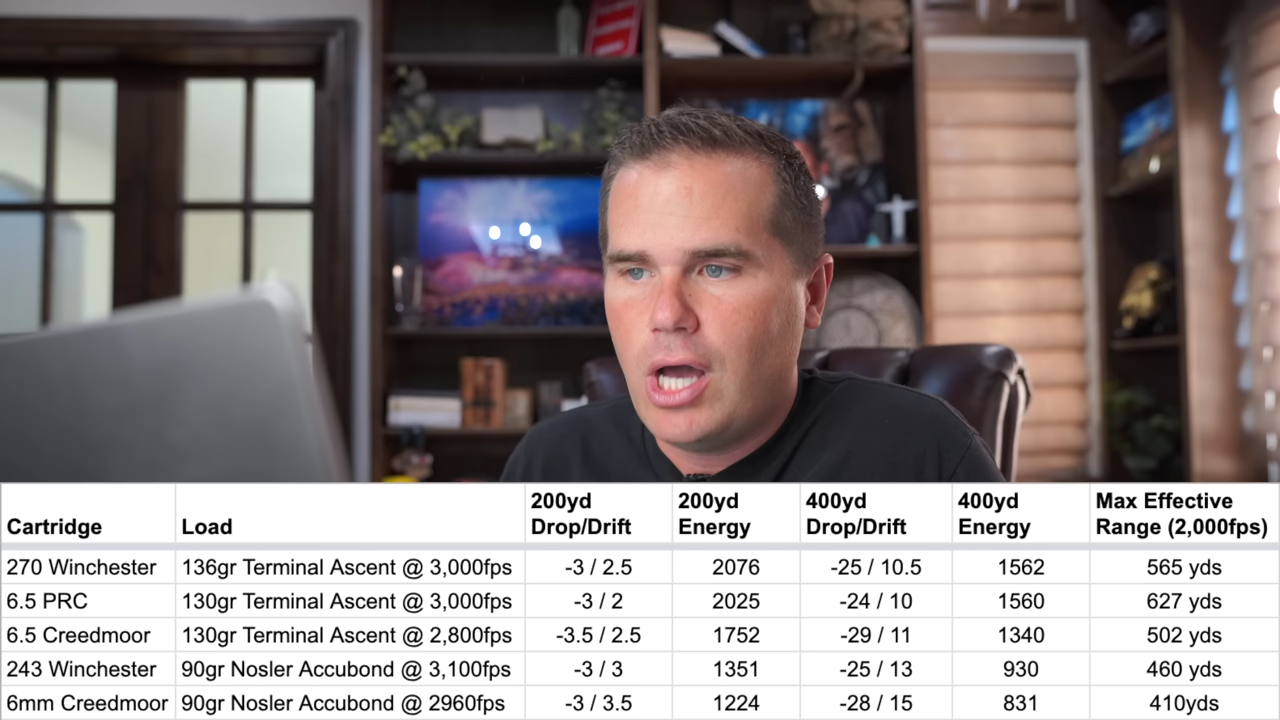 Cartridge Load 200yd Drop/Drift 200yd Energy 400yd Drop/Drift 400yd Energy Max Effective Range (2,000fps)
270 Winchester 136gr Terminal Ascent @ 3,000fps -3 / 2.5 2076 -25 / 10.5 1562 565 yds
6.5 PRC 130gr Terminal Ascent @ 3,000fps -3 / 2 2025 -24 / 10 1560 627 yds
6.5 Creedmoor 130gr Terminal Ascent @ 2,800fps -3.5 / 2.5 1752 -29 / 11 1340 502 yds
243 Winchester 90gr Nosler Accubond @ 3,100fps -3 / 3 1351 -25 / 13 930 460 yds
6mm Creedmoor 90gr Nosler Accubond @ 2960fps -3 / 3.5 1224 -28 / 15 831 410yds